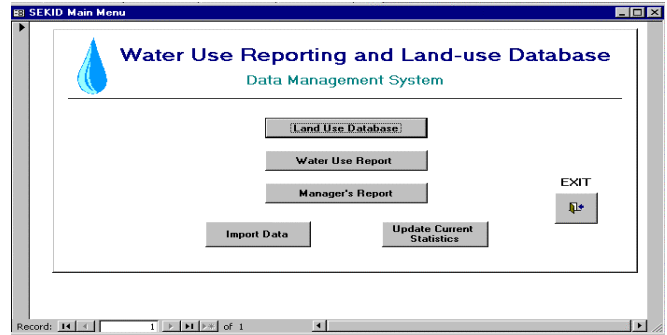 SEKID Main Menu
Water Use Reporting and Land-use Database
Data Management System
Land Use Database
Water Use Report
Manager's Report
EXIT
Import Data
Update Current
Statistics
Record: 1 of 1